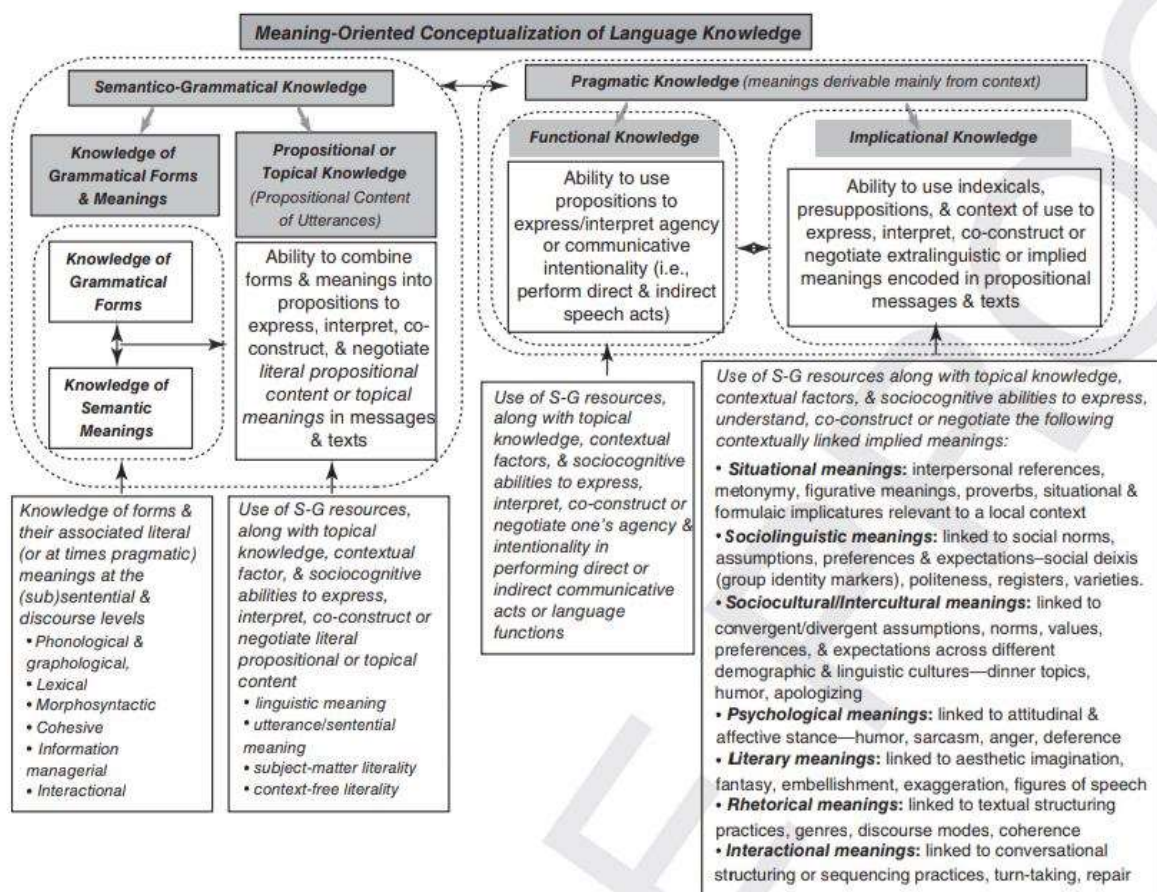 Meaning-Oriented Conceptualization of Language Knowledge
Semantico-Grammatical Knowledge
Knowledge of
Grammatical Forms
& Meanings
Propositional or
Topical Knowledge
(Propositional Content
of Utterances)
Knowledge of
Grammatical
Forms
Knowledge of
Semantic
Meanings
Ability to combine
forms & meanings into
propositions to
express, interpret, co-
construct, & negotiate
literal propositional
content or topical
meanings in messages
& texts
Knowledge of forms &
their associated literal
(or at times pragmatic)
meanings at the
(sub)sentential &
discourse levels
• Phonological &
graphological,
• Lexical
• Morphosyntactic
• Cohesive
• Information
managerial
• Interactional
Use of S-G resources,
along with topical
knowledge, contextual
factor, & sociocognitive
abilities to express,
interpret, co-construct or
negotiate literal
propositional or topical
content
• linguistic meaning
• utterance/sentential
meaning
• subject-matter literality
• context-free literality
Pragmatic Knowledge (meanings derivable mainly from context)
Functional Knowledge
Ability to use
propositions to
express/interpret agency
or communicative
intentionality (i.e.,
perform direct & indirect
speech acts)
Use of S-G resources,
along with topical
knowledge, contextual
factors, & sociocognitive
abilities to express,
interpret, co-construct or
negotiate one's agency &
intentionality in
performing direct or
indirect communicative
acts or language
functions
Implicational Knowledge
Ability to use indexicals,
presuppositions, & context of use to
express, interpret, co-construct or
negotiate extralinguistic or implied
meanings encoded in propositional
messages & texts
Use of S-G resources along with topical knowledge,
contextual factors, & sociocognitive abilities to express,
understand, co-construct or negotiate the following
contextually linked implied meanings:
• Situational meanings: interpersonal references,
metonymy, figurative meanings, proverbs, situational &
formulaic implicatures relevant to a local context
• Sociolinguistic meanings: linked to social norms,
assumptions, preferences & expectations–social deixis
(group identity markers), politeness, registers, varieties.
• Sociocultural/Intercultural meanings: linked to
convergent/divergent assumptions, norms, values,
preferences, & expectations across different
demographic & linguistic cultures—dinner topics,
humor, apologizing
• Psychological meanings: linked to attitudinal &
affective stance—humor, sarcasm, anger, deference
• Literary meanings: linked to aesthetic imagination,
fantasy, embellishment, exaggeration, figures of speech
• Rhetorical meanings: linked to textual structuring
practices, genres, discourse modes, coherence
• Interactional meanings: linked to conversational
structuring or sequencing practices, turn-taking, repair